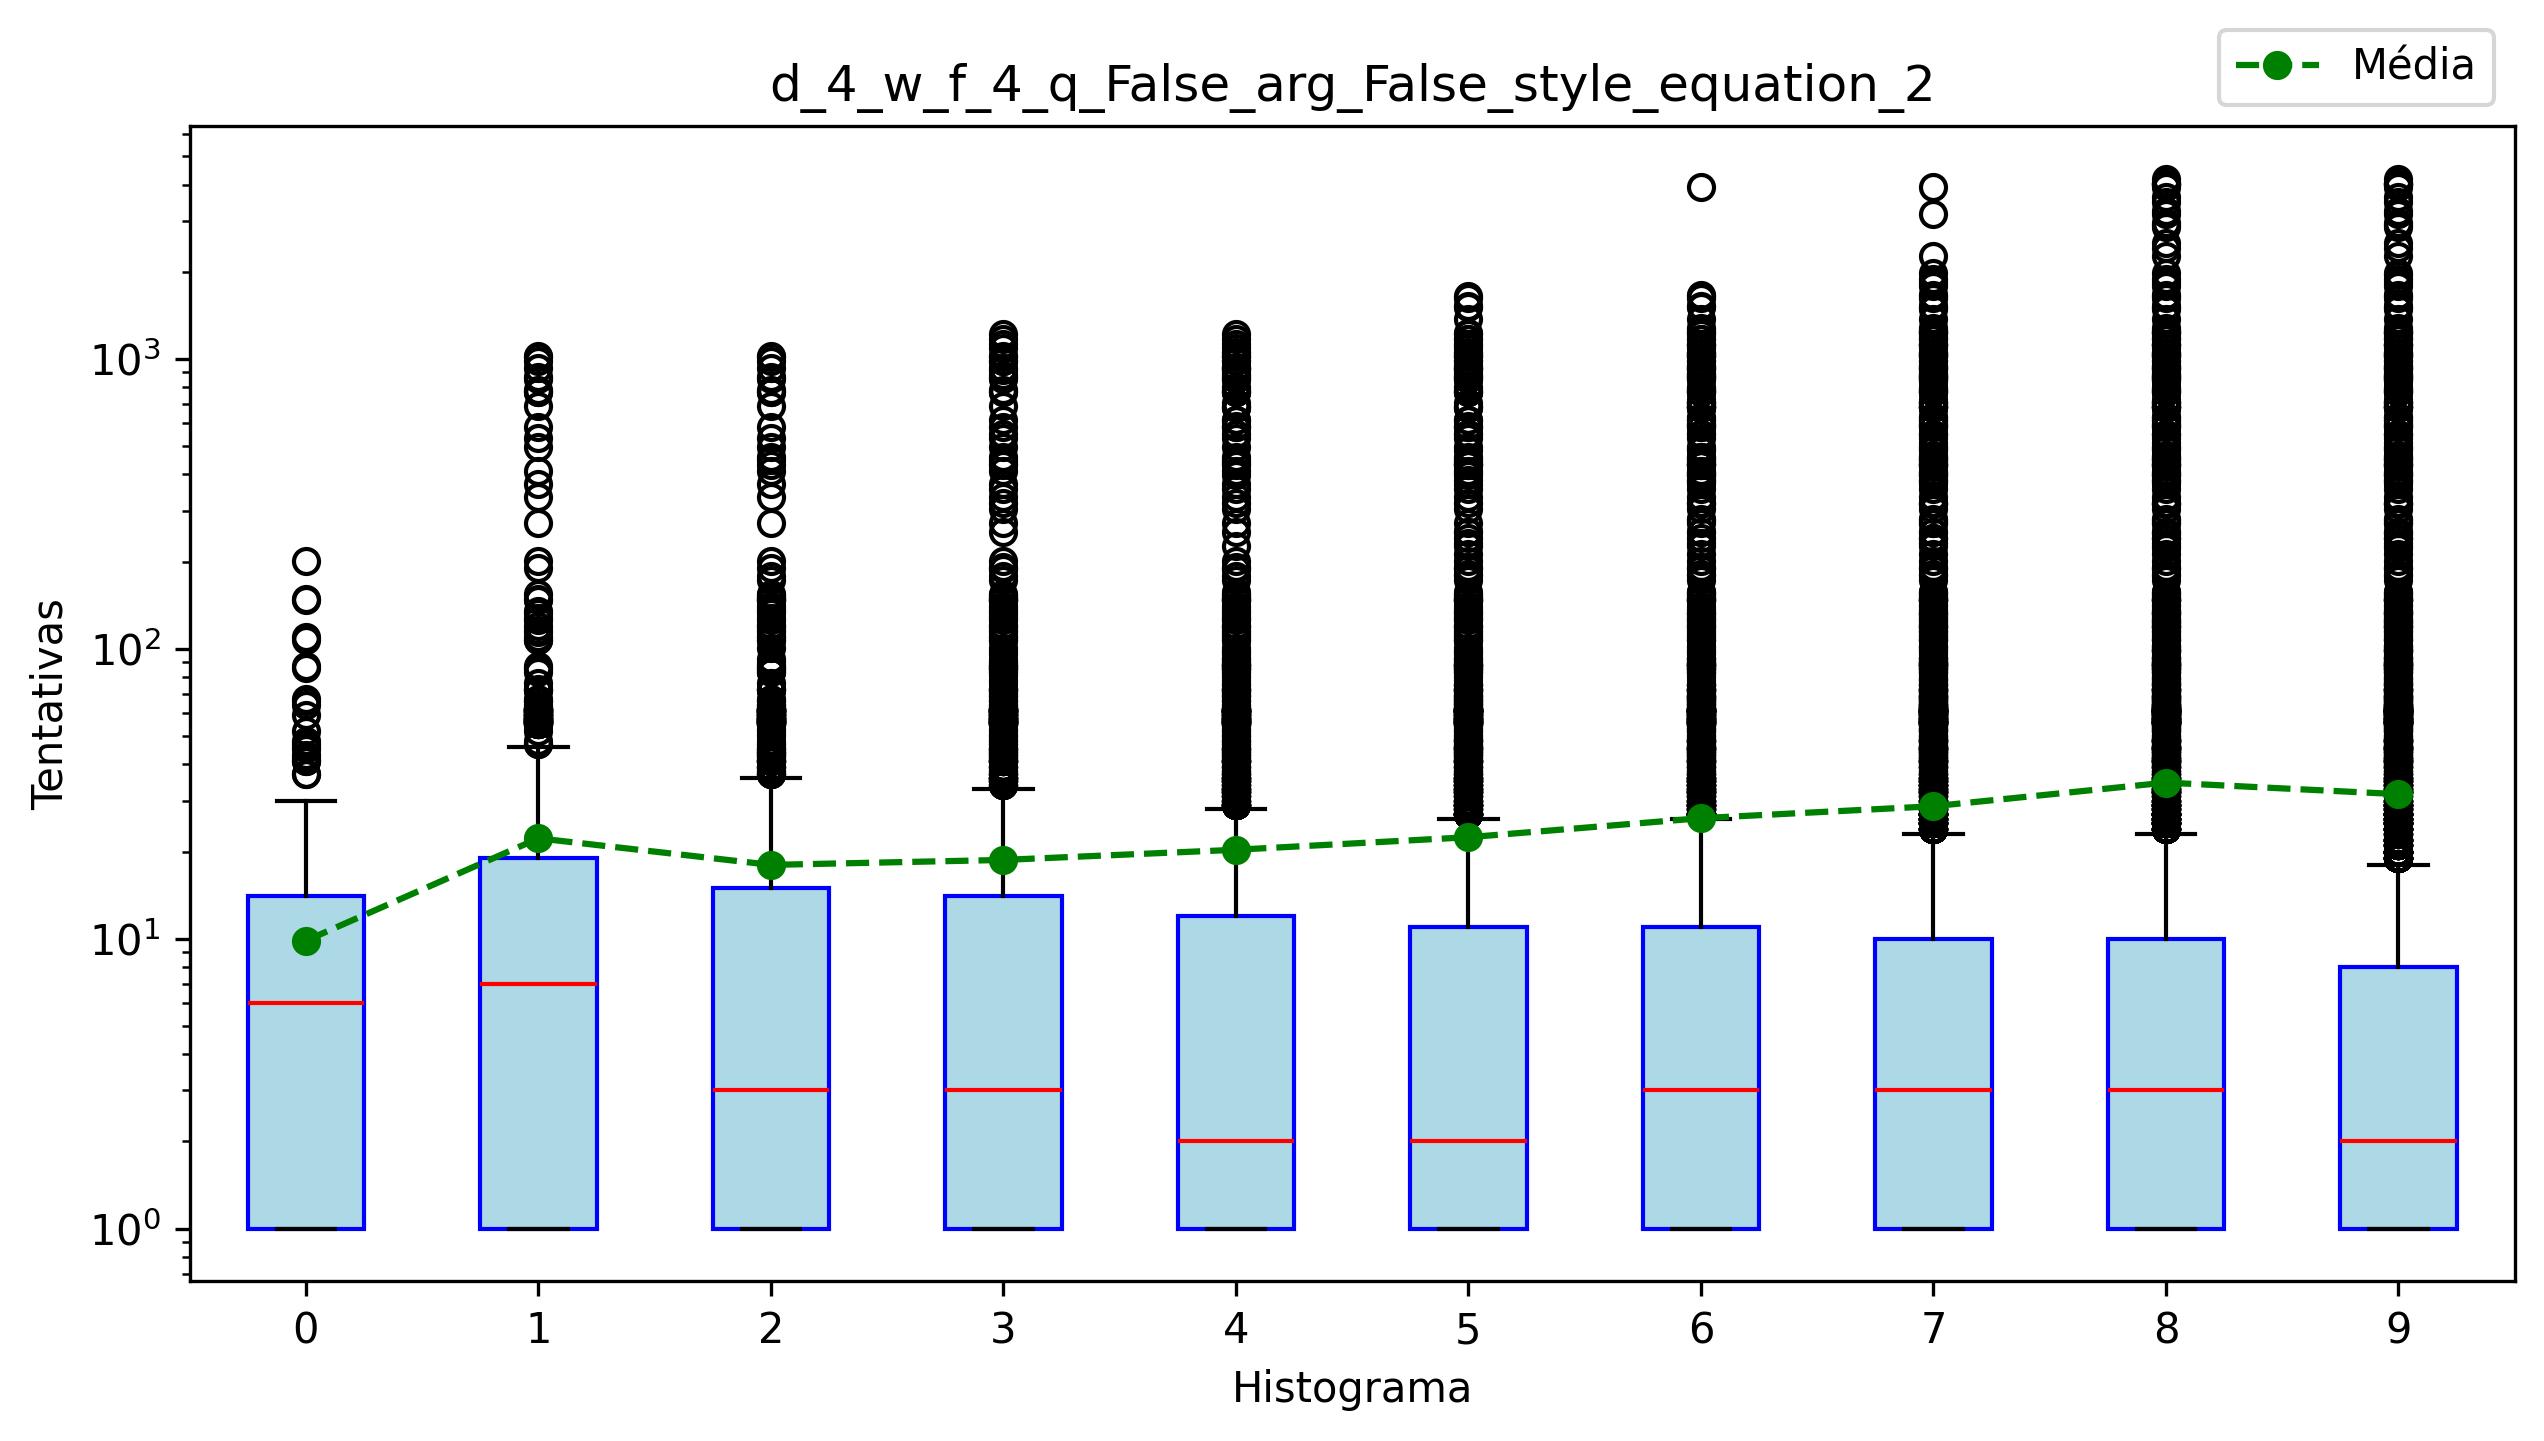 Média
d_4_w_f_4_q_False_arg_False_style_equation_2
Tentativas
10³
10²
10¹
10⁰
0 1 2 3 4 5 6 7 8 9
Histograma